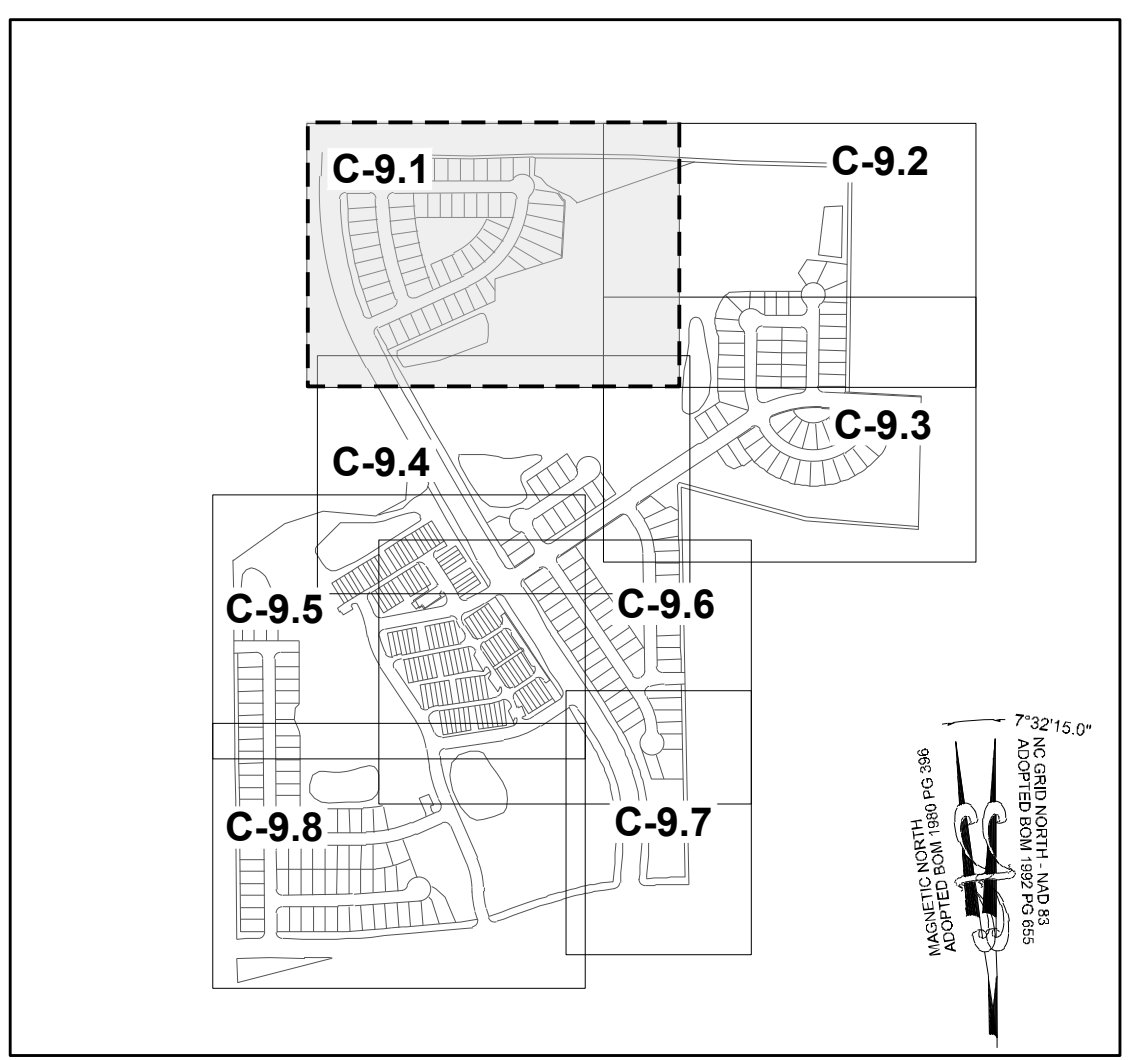 C-9.1
C-9.2
C-9.3
C-9.4
C-9.5
C-9.6
C-9.7
C-9.8
7°32'15.0"
NC GRID NORTH - NAD 83
ADOPTED BOM 1992 PG 655
MAGNETIC NORTH
ADOPTED BOM 1980 PG 396